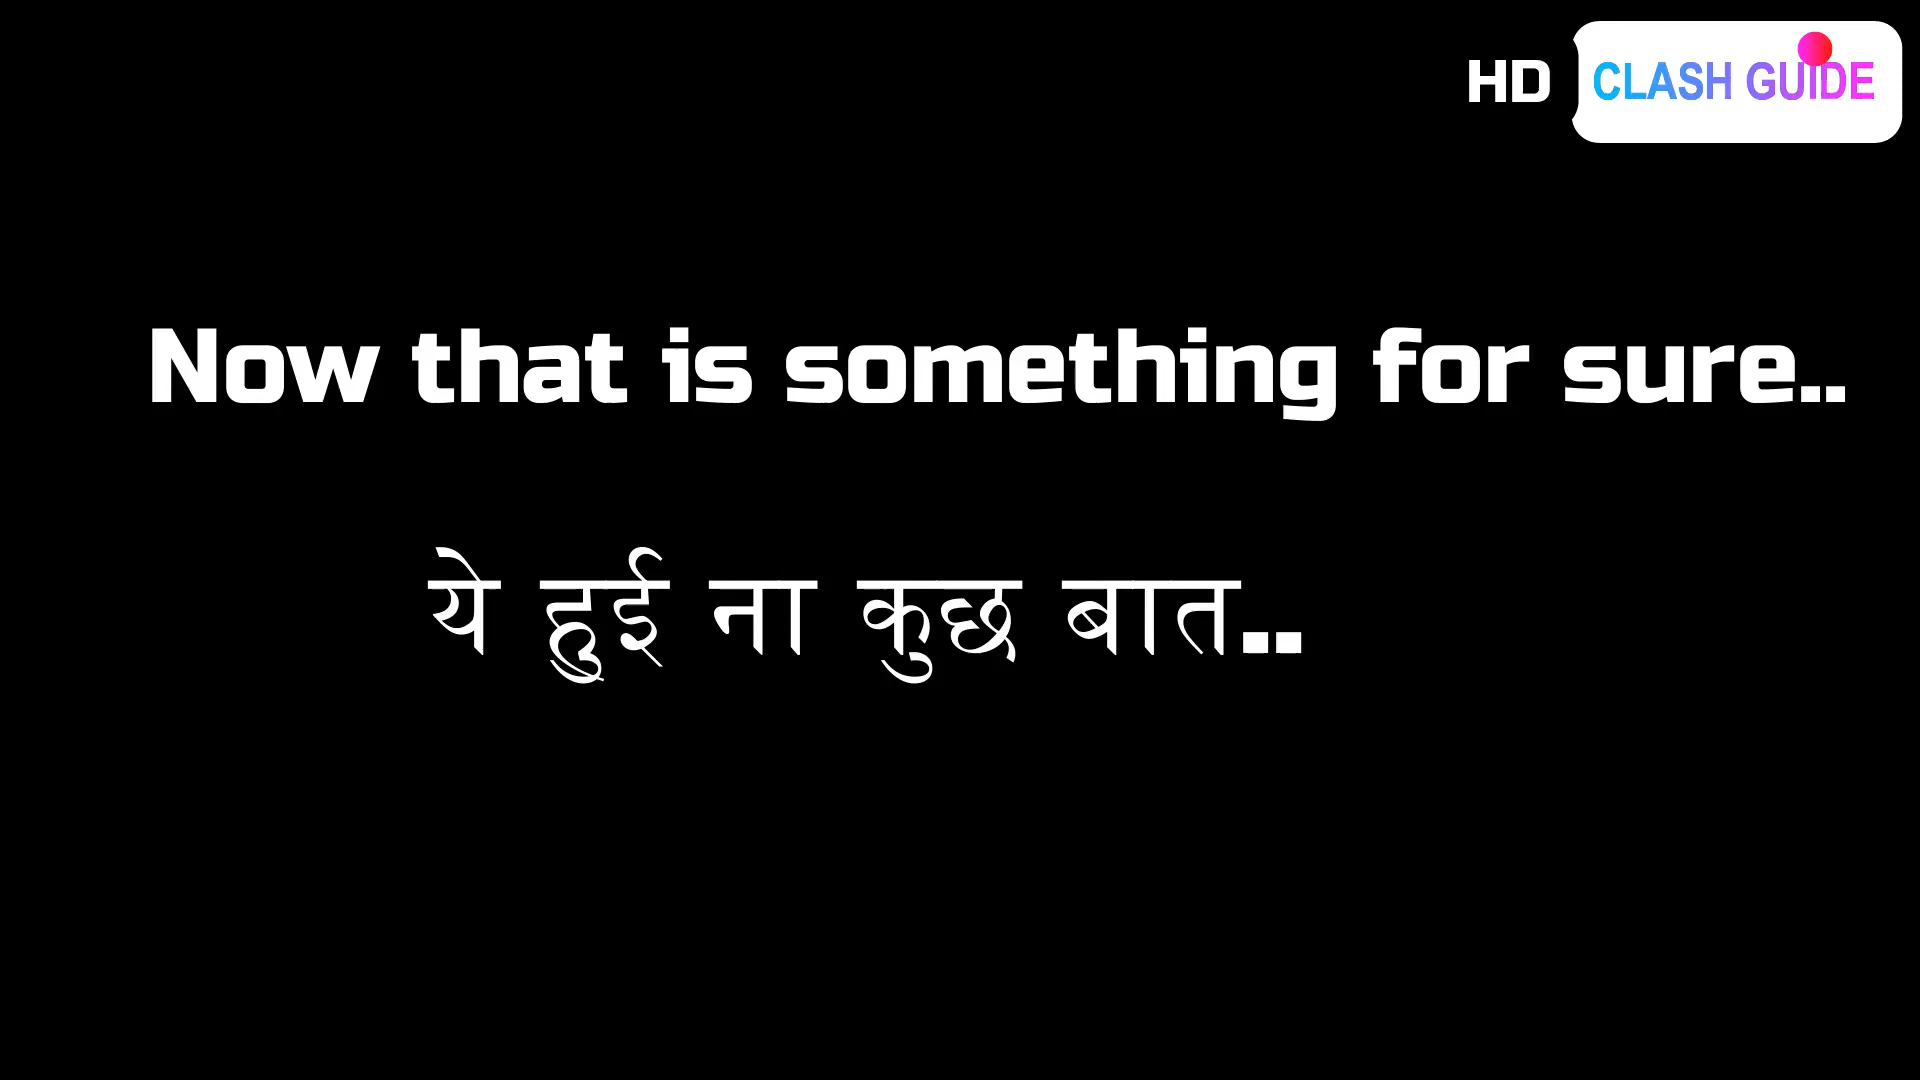 HD CLASH GUIDE
Now that is something for sure..
ये हुई ना कुछ बात..